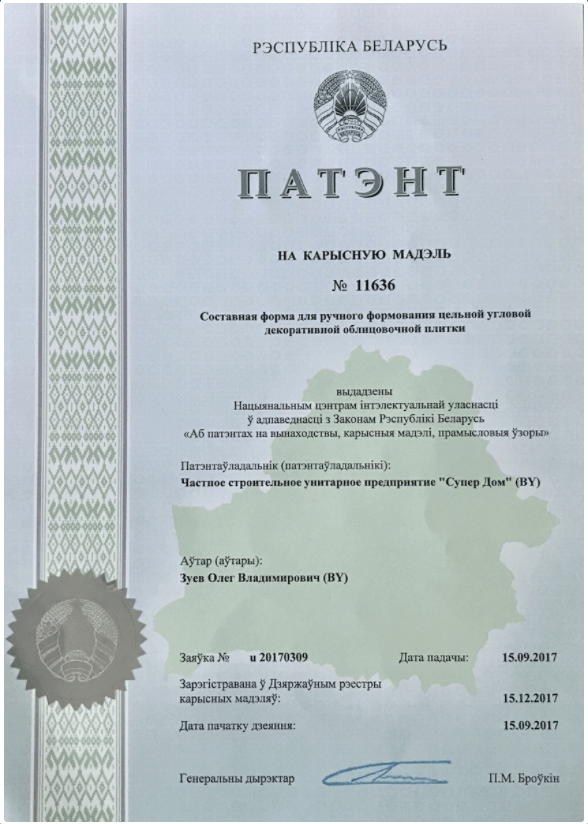 РЭСПУБЛІКА БЕЛАРУСЬ
ПАТЭНТ
НА КАРЫСНУЮ МАДЭЛЬ
№ 11636
Составная форма для ручного формования цельной угловой
декоративной облицовочной плитки
выдадзены
Нацыянальным цэнтрам інтэлектуальнай уласнасці
ў адпаведнасці з Законам Рэспублікі Беларусь
«Аб патэнтах на вынаходствы, карысныя мадэлі, прамысловыя ўзоры»
Патэнтаўладальнік (патэнтаўладальнікі):
Частное строительное унитарное предприятие "Супер Дом" (BY)
Аўтар (аўтары):
Зуев Олег Владимирович (BY)
Заяўка № u 20170309 Дата падачы: 15.09.2017
Зарэгістравана ў Дзяржаўным рэестры
карысных мадэляў: 15.12.2017
Дата пачатку дзеяння: 15.09.2017
Генеральны дырэктар П.М. Броўкін